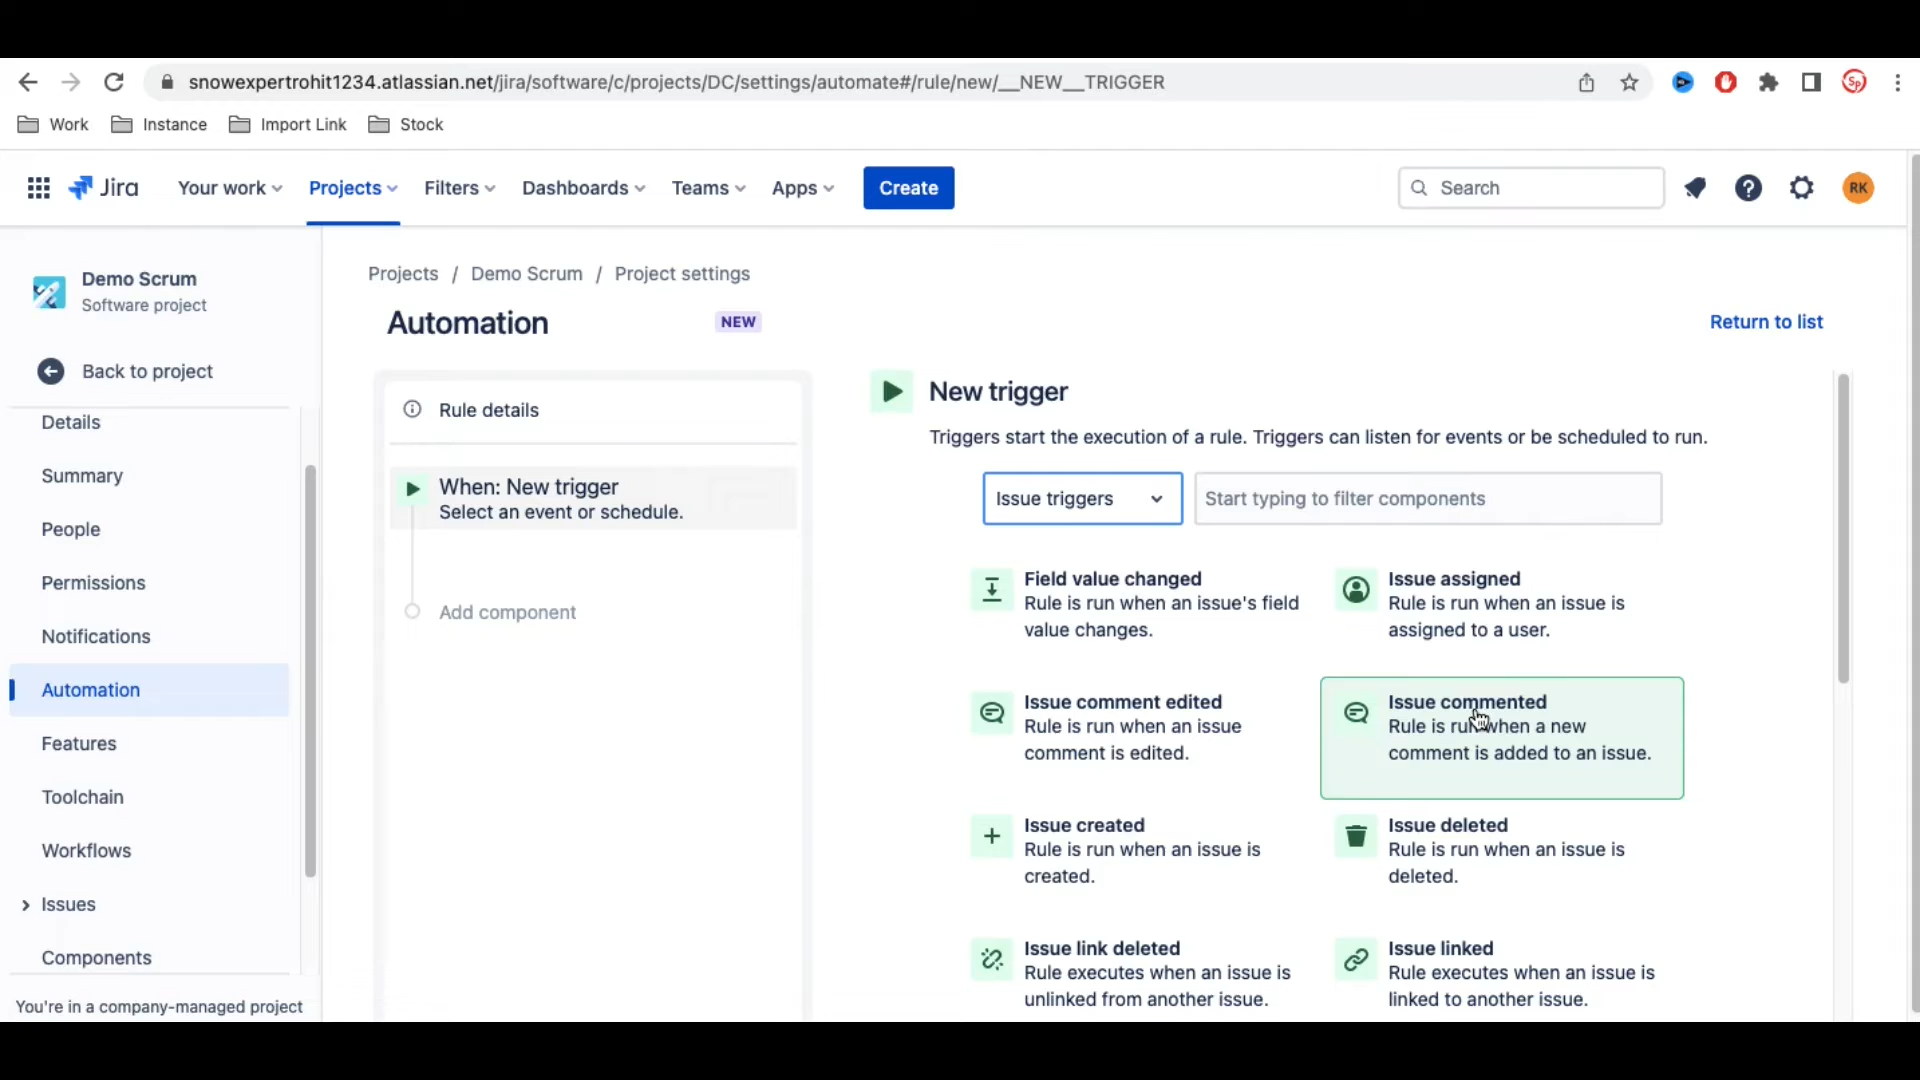 snowexpertrohit1234.atlassian.net/jira/software/c/projects/DC/settings/automate#/rule/new/__NEW__TRIGGER
Sp
Work Instance Import Link Stock
Jira Your work Projects Filters Dashboards Teams Apps Create Search RK
Demo Scrum
Software project
Back to project
Details
Summary
People
Permissions
Notifications
Automation
Features
Toolchain
Workflows
Issues
Components
You're in a company-managed project
Projects / Demo Scrum / Project settings
Automation NEW Return to list
Rule details
When: New trigger
Select an event or schedule.
Add component
New trigger
Triggers start the execution of a rule. Triggers can listen for events or be scheduled to run.
Issue triggers Start typing to filter components
Field value changed
Rule is run when an issue's field
value changes.
Issue assigned
Rule is run when an issue is
assigned to a user.
Issue comment edited
Rule is run when an issue
comment is edited.
Issue commented
Rule is run when a new
comment is added to an issue.
Issue created
Rule is run when an issue is
created.
Issue deleted
Rule is run when an issue is
deleted.
Issue link deleted
Rule executes when an issue is
unlinked from another issue.
Issue linked
Rule executes when an issue is
linked to another issue.